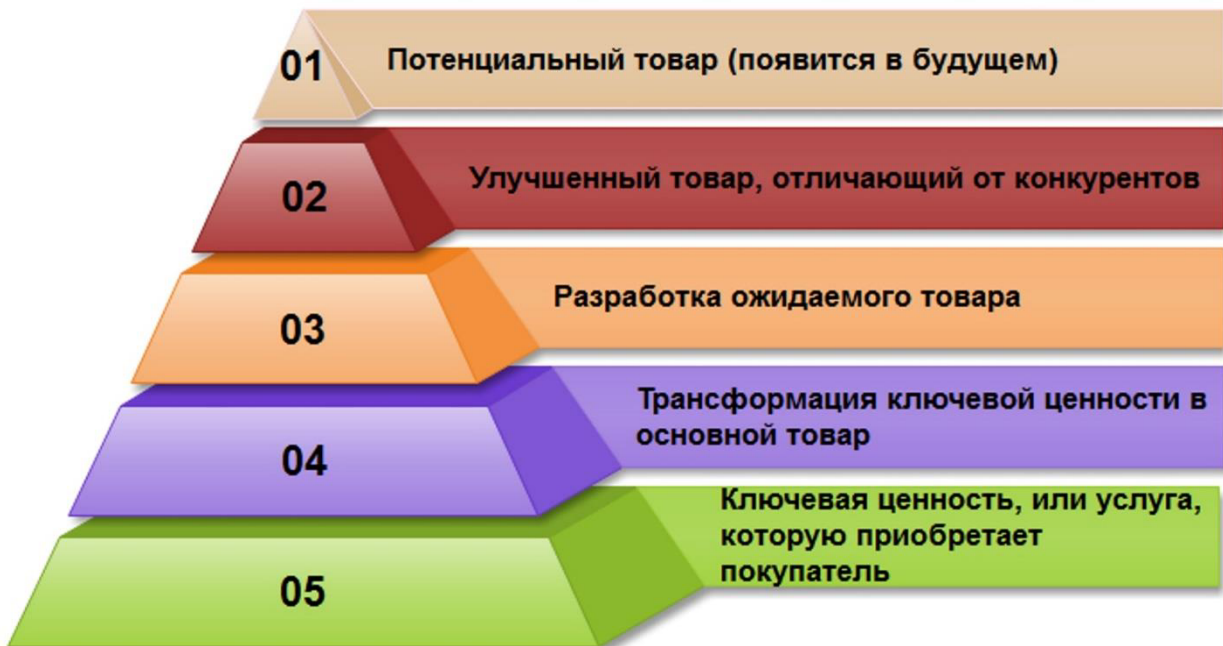 01
Потенциальный товар (появится в будущем)
02
Улучшенный товар, отличающий от конкурентов
03
Разработка ожидаемого товара
04
Трансформация ключевой ценности в
основной товар
05
Ключевая ценность, или услуга,
которую приобретает
покупатель